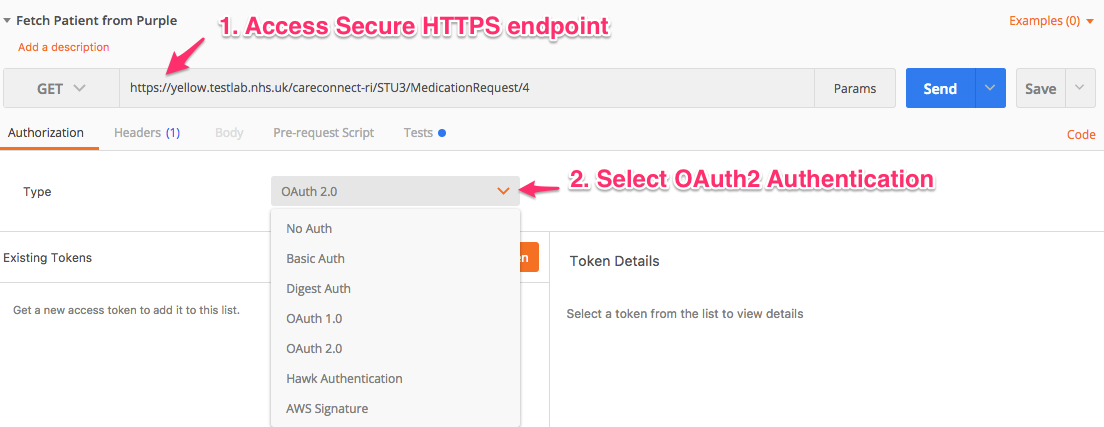 Fetch Patient from Purple
1. Access Secure HTTPS endpoint
Examples (0)
Add a description
GET
https://yellow.testlab.nhs.uk/careconnect-ri/STU3/MedicationRequest/4
Params
Send
Save
Authorization
Headers (1)
Body
Pre-request Script
Tests
Code
Type
OAuth 2.0
2. Select OAuth2 Authentication
No Auth
Basic Auth
Digest Auth
OAuth 1.0
OAuth 2.0
Hawk Authentication
AWS Signature
Existing Tokens
en
Token Details
Get a new access token to add it to this list.
Select a token from the list to view details